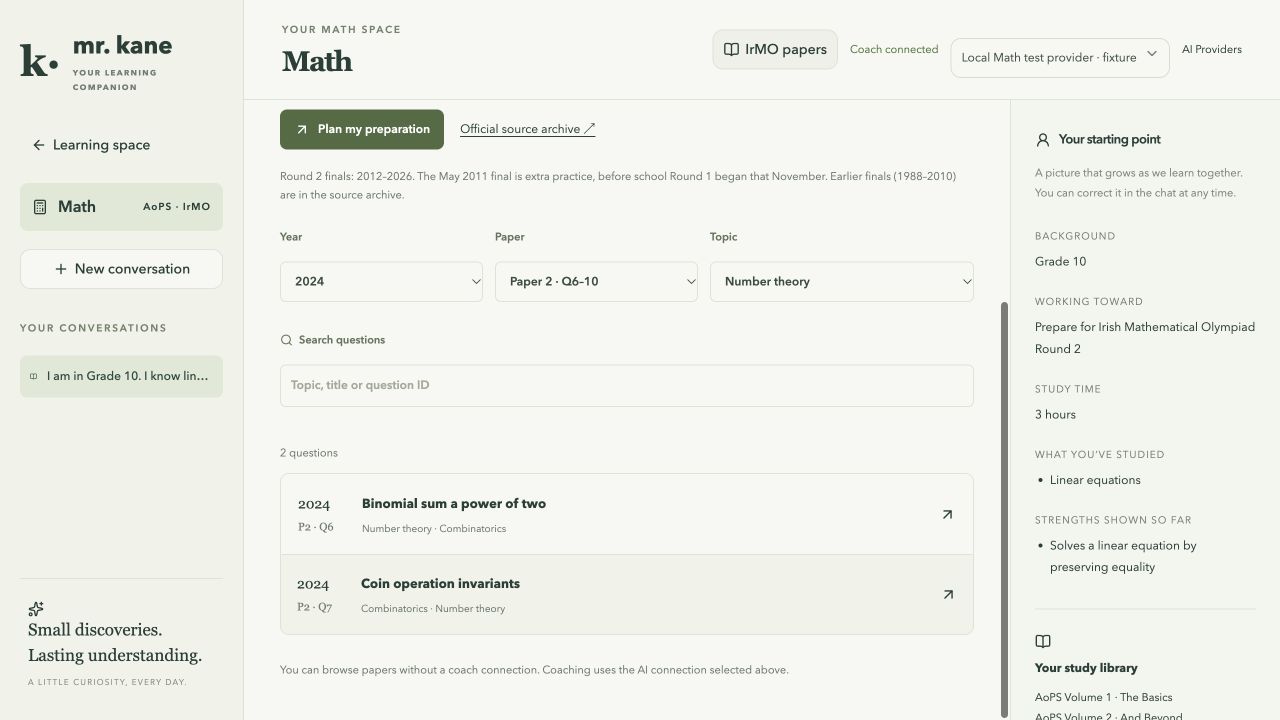 k.
mr. kane
YOUR LEARNING
COMPANION
Learning space
Math
AoPS · IrMO
New conversation
YOUR CONVERSATIONS
I am in Grade 10. I know lin...
Small discoveries.
Lasting understanding.
A LITTLE CURIOSITY, EVERY DAY.
YOUR MATH SPACE
Math
IrMO papers
Coach connected
Local Math test provider · fixture
AI Providers
Plan my preparation
Official source archive
Round 2 finals: 2012–2026. The May 2011 final is extra practice, before school Round 1 began that November. Earlier finals (1988–2010)
are in the source archive.
Year
Paper
Topic
2024
Paper 2 · Q6–10
Number theory
Search questions
Topic, title or question ID
2 questions
2024
P2 · Q6
Binomial sum a power of two
Number theory · Combinatorics
2024
P2 · Q7
Coin operation invariants
Combinatorics · Number theory
You can browse papers without a coach connection. Coaching uses the AI connection selected above.
Your starting point
A picture that grows as we learn together.
You can correct it in the chat at any time.
BACKGROUND
Grade 10
WORKING TOWARD
Prepare for Irish Mathematical Olympiad
Round 2
STUDY TIME
3 hours
WHAT YOU'VE STUDIED
• Linear equations
STRENGTHS SHOWN SO FAR
• Solves a linear equation by
preserving equality
Your study library
AoPS Volume 1 · The Basics
AoPS Volume 2 · And Beyond